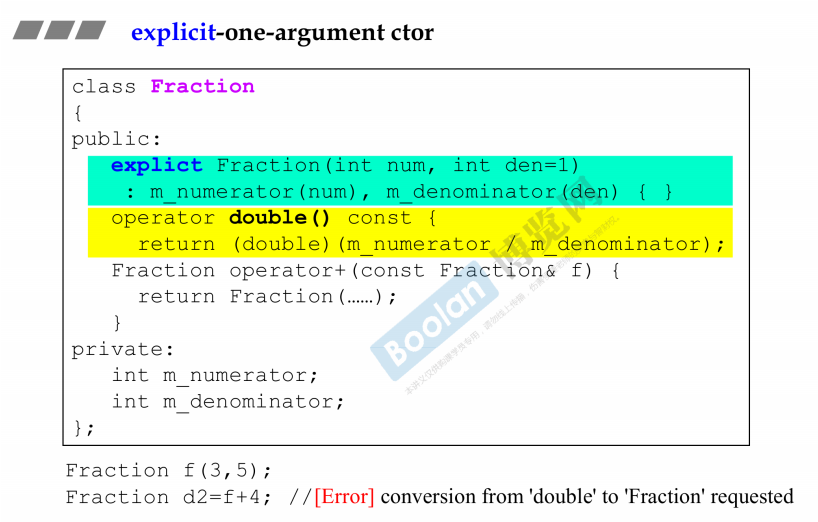 explicit-one-argument ctor
class Fraction
{
public:
explict Fraction(int num, int den=1)
: m_numerator(num), m_denominator(den) { }
operator double() const {
return (double)(m_numerator / m_denominator);
Fraction operator+(const Fraction& f) {
return Fraction(……);
}
private:
int m_numerator;
int m_denominator;
};
Fraction f(3,5);
Fraction d2=f+4; //[Error] conversion from 'double' to 'Fraction' requested
Boolan 博览网